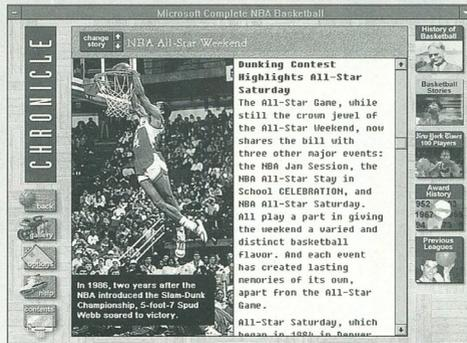 Microsoft Complete NBA Basketball
change
story
NBA All-Star Weekend
CHRONICLE
back
gallery
options
help
contents
In 1986, two years after the
NBA introduced the Slam-Dunk
Championship, 5-foot-7 Spud
Webb soared to victory.
Dunking Contest
Highlights All-Star
Saturday
The All-Star Game, while
still the crown jewel of
the All-Star Weekend, now
shares the bill with
three other major events:
the NBA Jam Session, the
NBA All-Star Stay in
School CELEBRATION, and
NBA All-Star Saturday.
All play a part in giving
the weekend a varied and
distinct basketball
flavor. And each event
has created lasting
memories of its own,
apart from the All-Star
Game.
All-Star Saturday, which
began in 1984 in Denver
History of
Basketball
Basketball
Stories
New York Times
100 Players
Award
History
Previous
Leagues